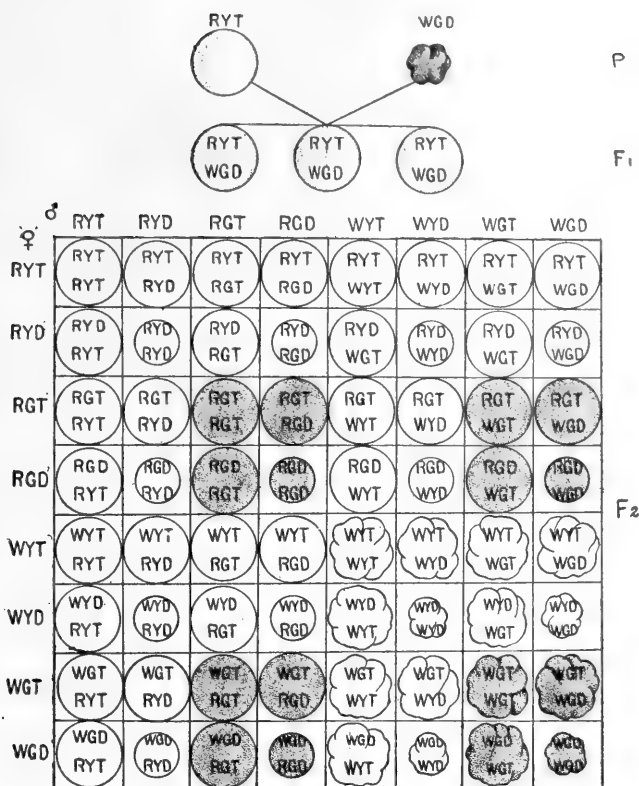 RYT WGD
P
RYT RYT RYT
WGD WGD WGD
F1
♂ RYT RYD RGT RGD WYT WYD WGT WGD
♀
RYT
RYT RYT RYT RYT RYT RYT RYT RYT
RYT RYD RGT RGD WYT WYD WGT WGD
RYD
RYD RYD RYD RYD RYD RYD RYD RYD
RYT RYD RGT RGD WGT WYD WGT WGD
RGT
RGT RGT RGT RGT RGT RGT RGT RGT
RYT RYD RGT RGD WYT WYD WGT WGD
RGD
RGD RGD RGD RGD RGD RGD RGD RGD
RYT RYD RGT RGD WYT WYD WGT WGD
F2
WYT
WYT WYT WYT WYT WYT WYT WYT WYT
RYT RYD RGT RGD WYT WYD WGT WGD
WYD
WYD WYD WYD WYD WYD WYD WYD WYD
RYT RYD RGT RGD WYT WYD WGT WGD
WGT
WGT WGT WGT WGT WGT WGT WGT WGT
RYT RYD RGT RGD WYT WYD WGT WGD
WGD
WGD WGD WGD WGD WGD WGD WGD WGD
RYT RYD RGT RGD WYT WYD WGT WGD